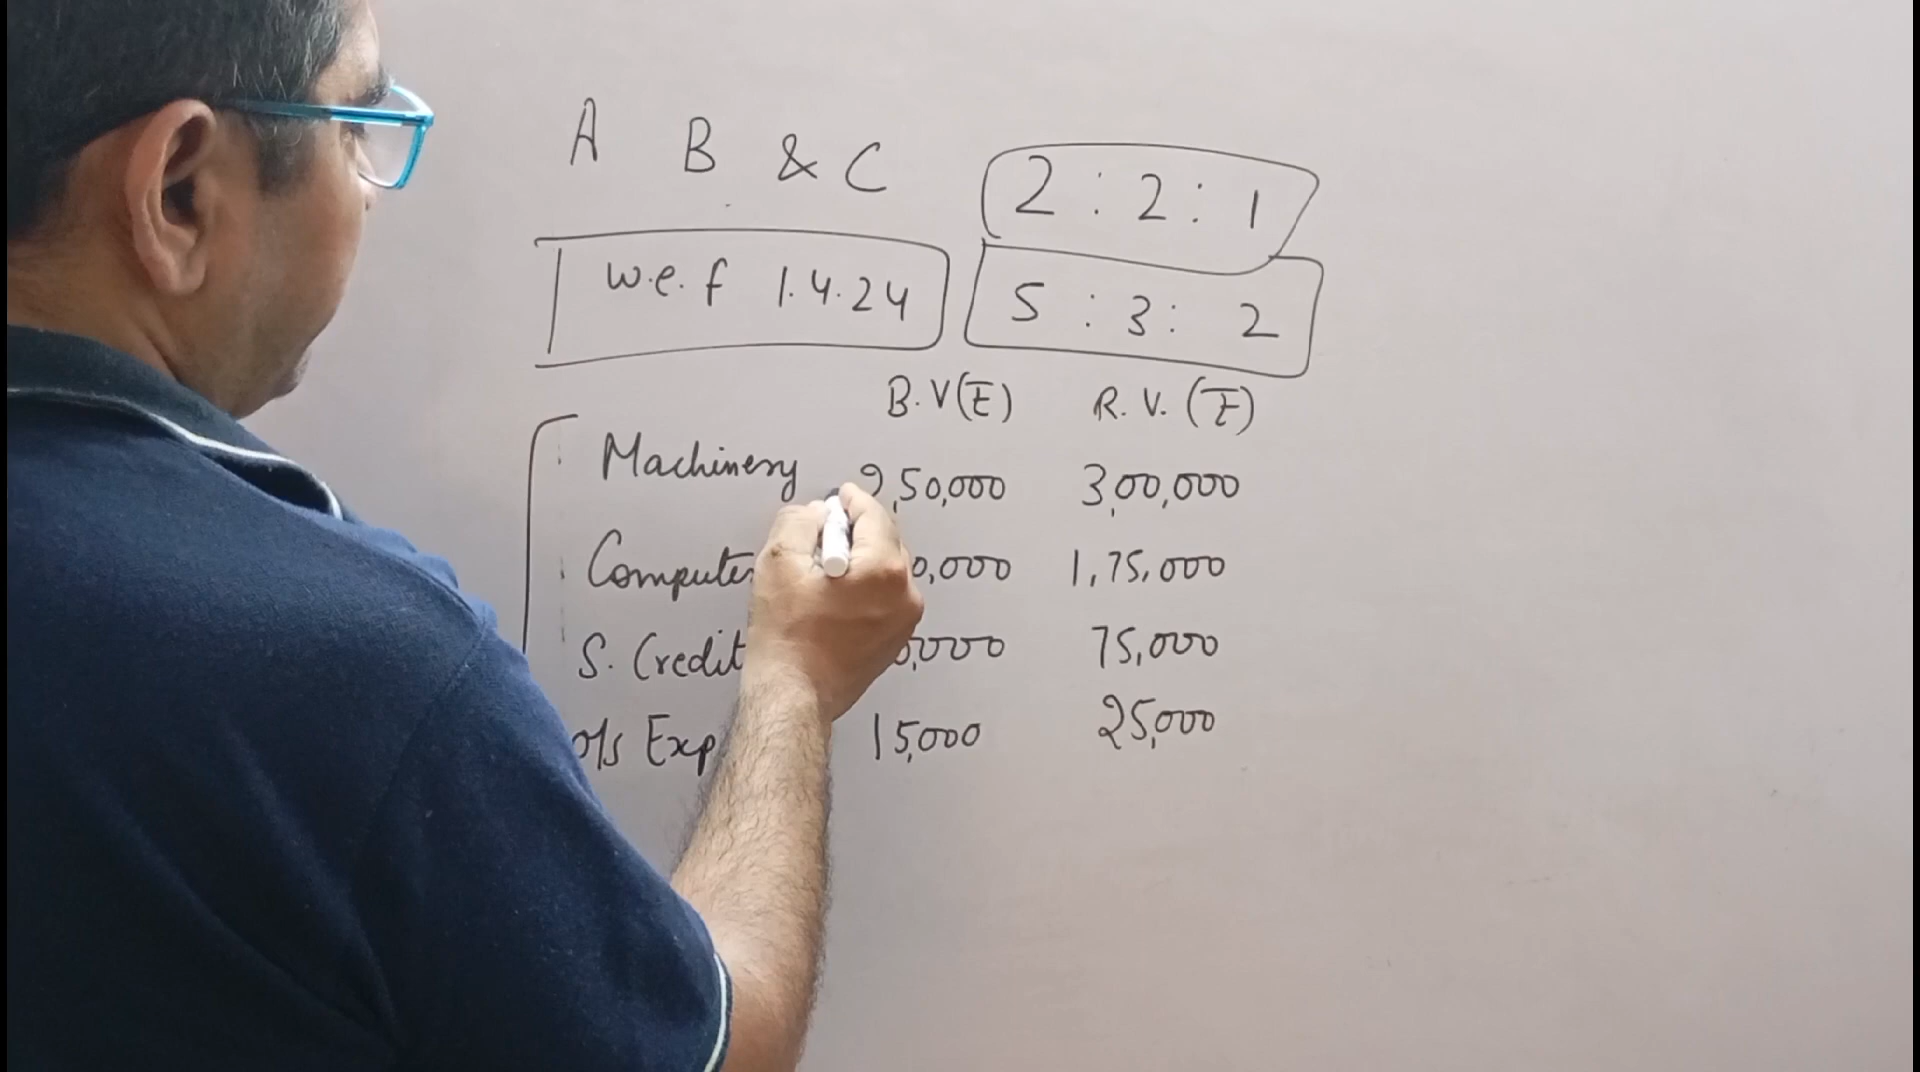 A B & C 2 : 2 : 1
w.e.f 1.4.24 5 : 3 : 2
B.V(₹) R.V.(₹)
Machinery 2,50,000 3,00,000
1,75,000
S. 75,000
o/s Exp 15,000 25,000